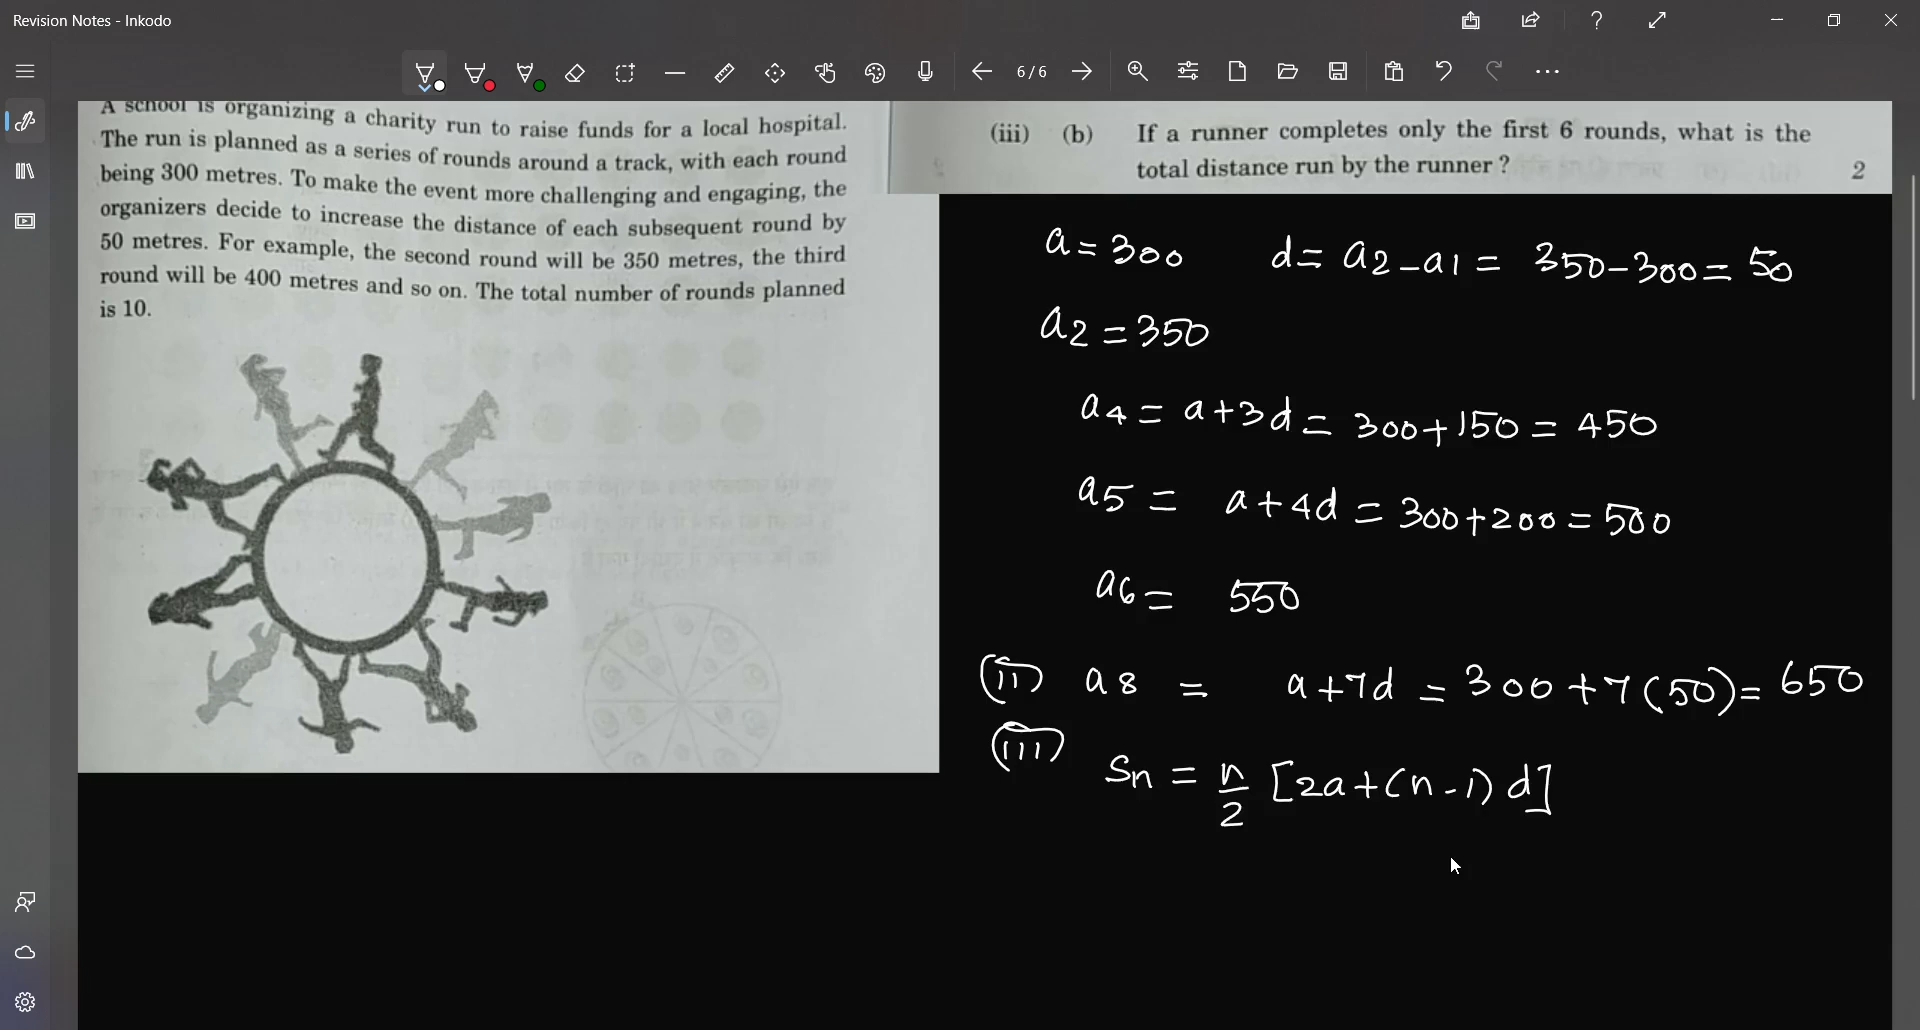 Revision Notes - Inkodo
6/6
A school is organizing a charity run to raise funds for a local hospital.
The run is planned as a series of rounds around a track, with each round
being 300 metres. To make the event more challenging and engaging, the
organizers decide to increase the distance of each subsequent round by
50 metres. For example, the second round will be 350 metres, the third
round will be 400 metres and so on. The total number of rounds planned
is 10.
(iii) (b) If a runner completes only the first 6 rounds, what is the
total distance run by the runner ? 2
a = 300 d = a2 - a1 = 350-300 = 50
a2 = 350
a4 = a+3d = 300+150 = 450
a5 = a+4d = 300+200 = 500
a6 = 550
(ii) a8 = a+7d = 300+7(50) = 650
(iii)
Sn = n/2 [2a+(n-1)d]